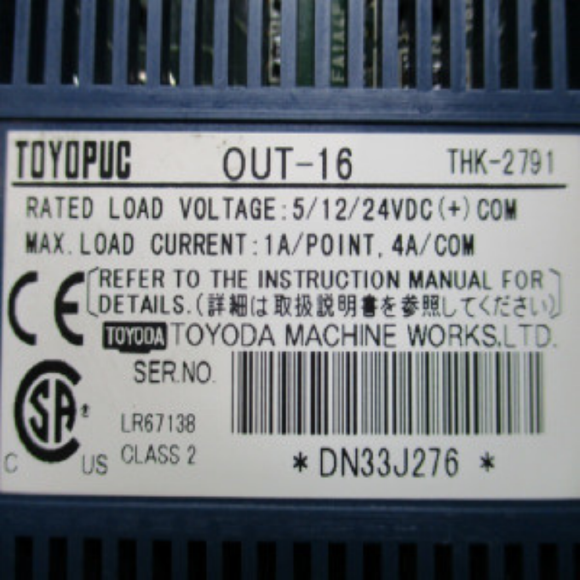 TOYOPUC OUT-16 THK-2791
RATED LOAD VOLTAGE:5/12/24VDC(+)COM
MAX.LOAD CURRENT:1A/POINT, 4A/COM
CE [REFER TO THE INSTRUCTION MANUAL FOR
DETAILS.(詳細は取扱説明書を参照してください)]
TOYODA TOYODA MACHINE WORKS,LTD.
SER.NO.
SA
LR67138
C US CLASS 2
*DN33J276 *